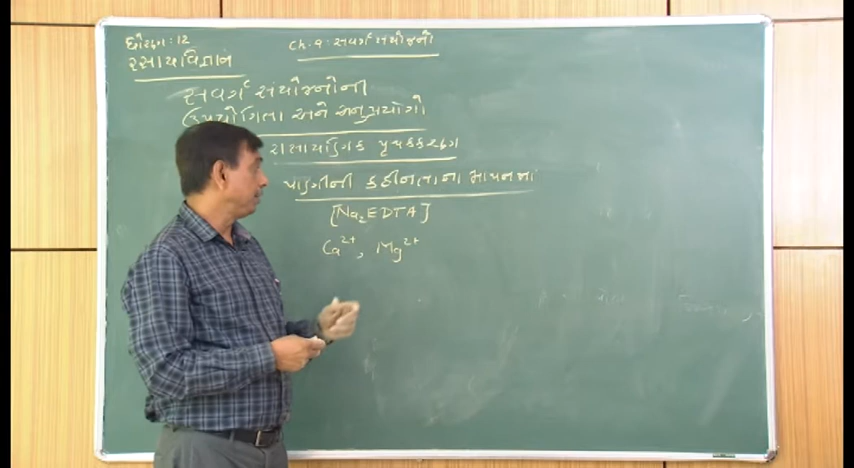 ધોરણ : 12
Ch. 9 : સવર્ગ સંયોજનો
રસાયણવિજ્ઞાન
સવર્ગ સંયોજનોની
ઉપયોગિતા અને અનુપ્રયોગો
રાસાયણિક પૃથક્કરણ
પાણીની કઠીનતાના માપનમાં
[Na₂EDTA]
Ca²⁺, Mg²⁺